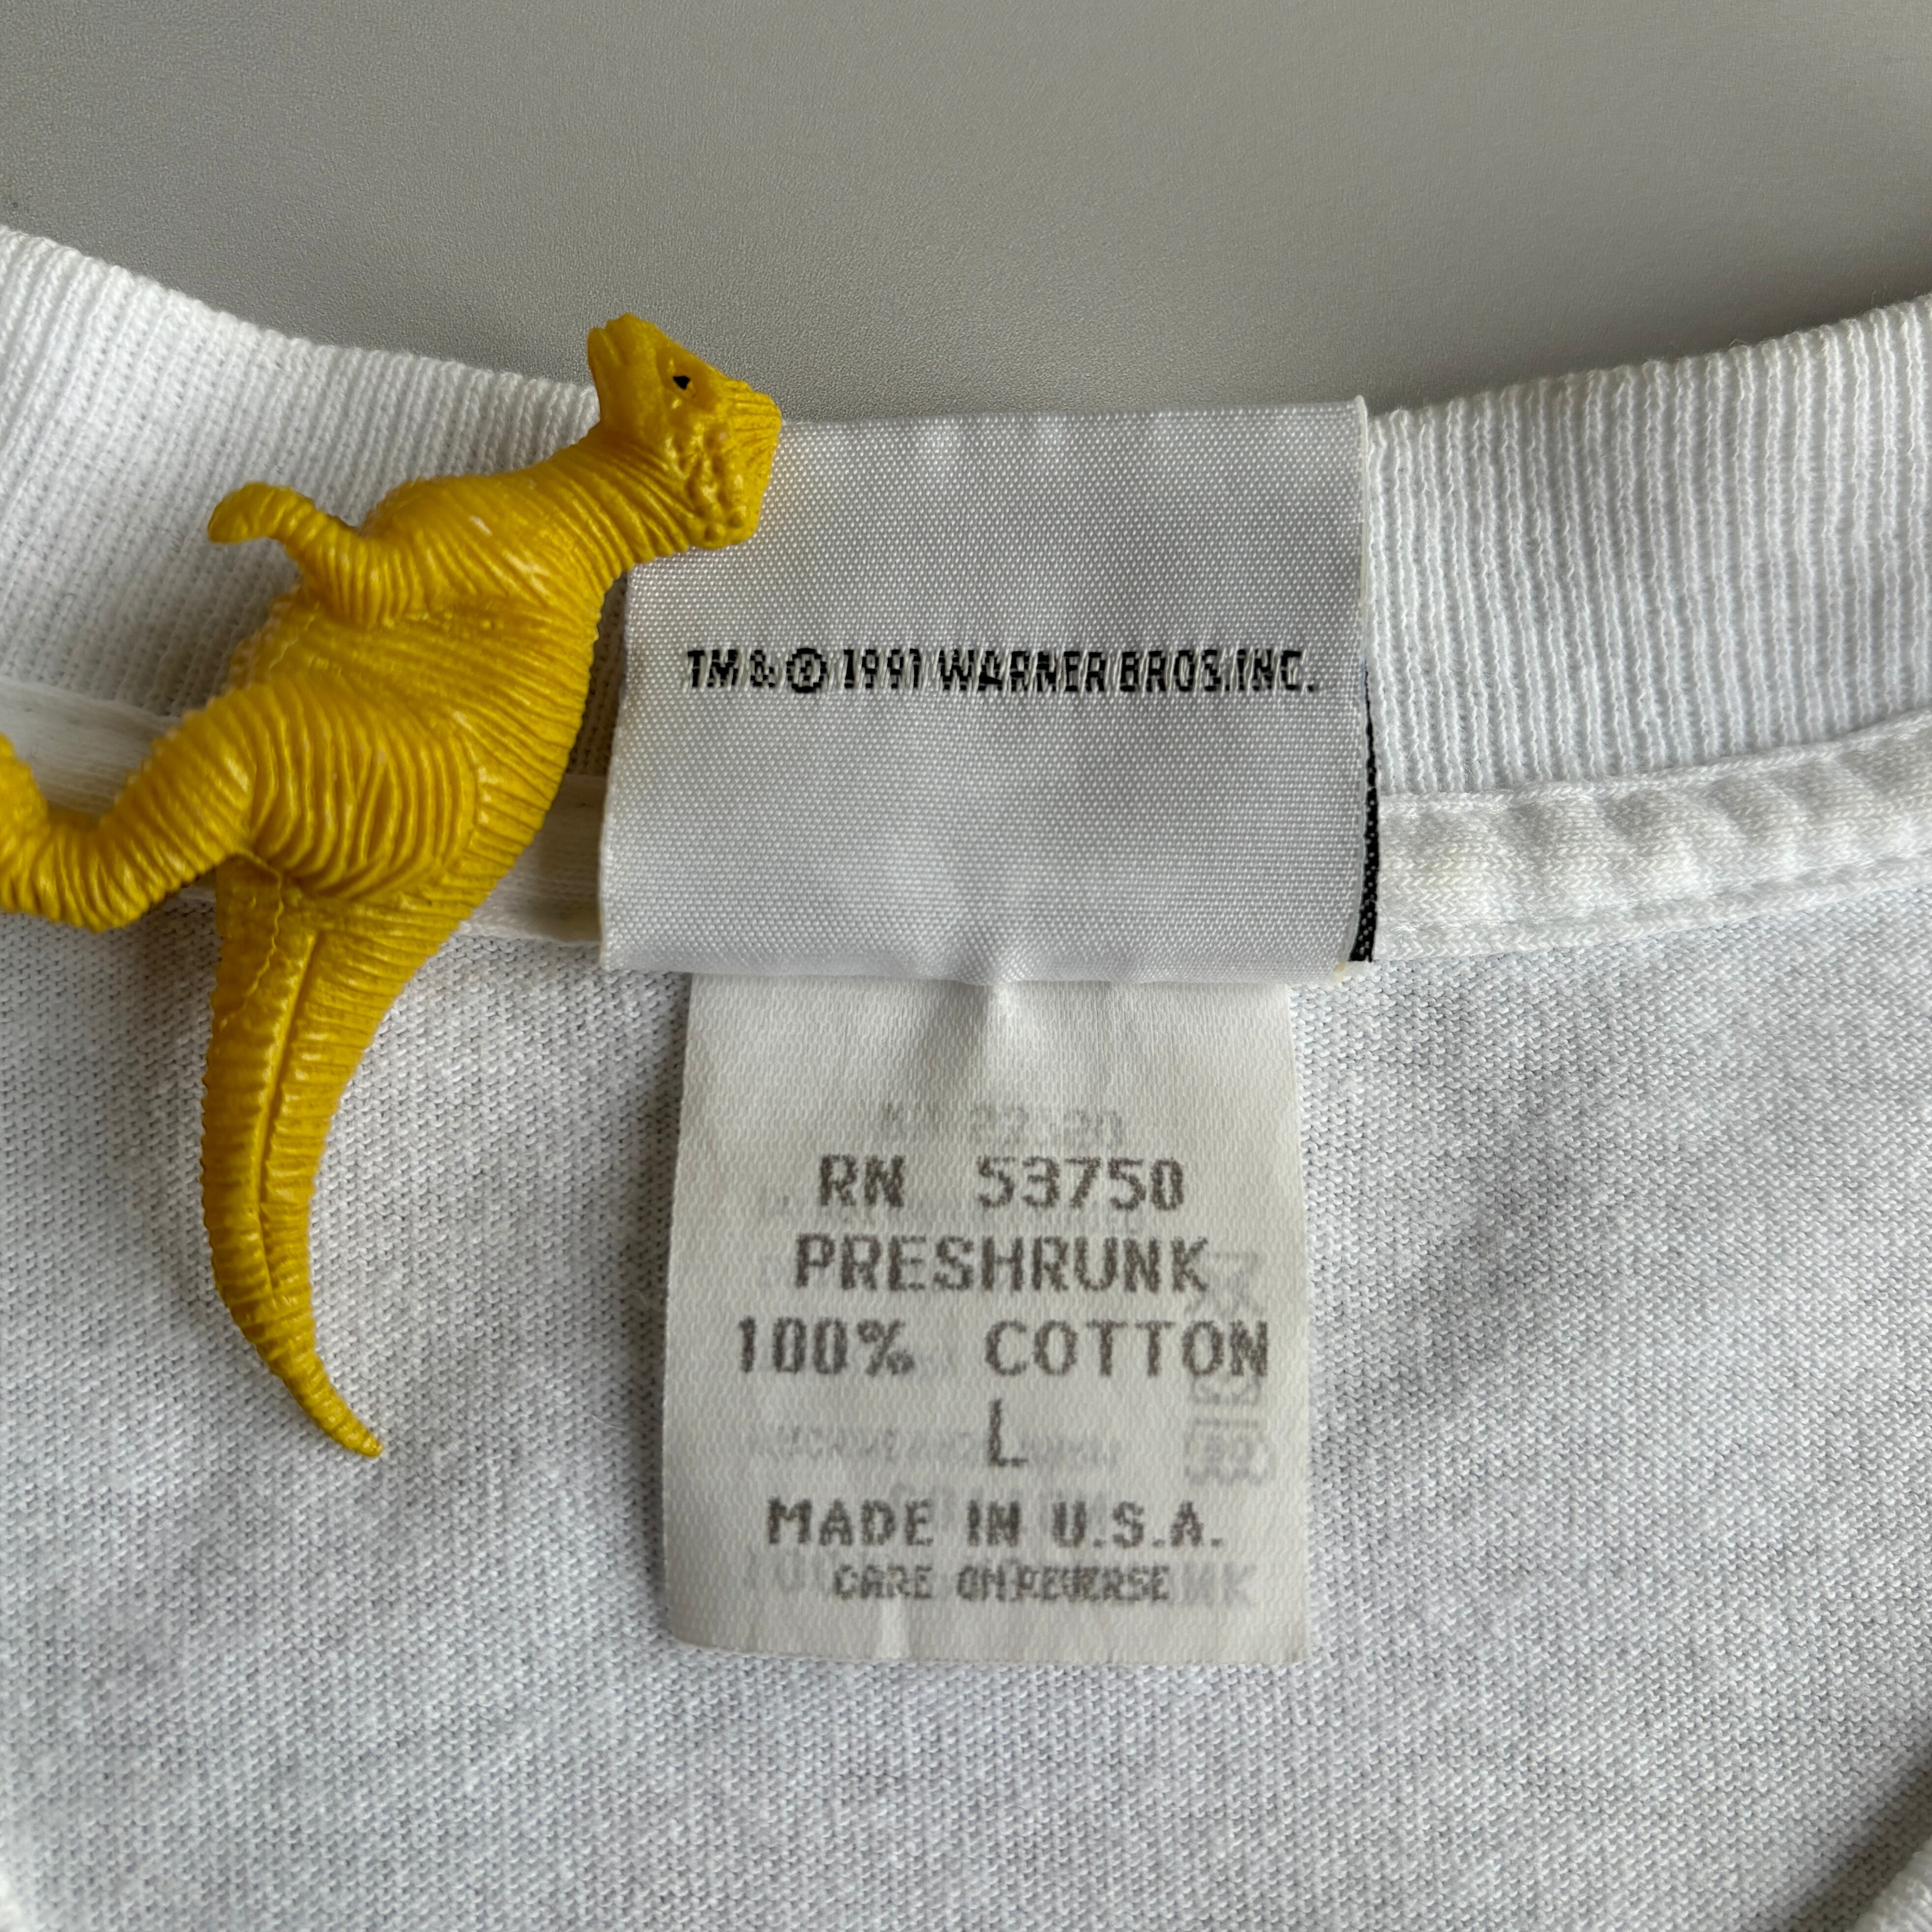 TM & ® 1991 WARNER BROS. INC.
RN 53750
PRESHRUNK
100% COTTON
L
MADE IN U.S.A.
CARE ON REVERSE